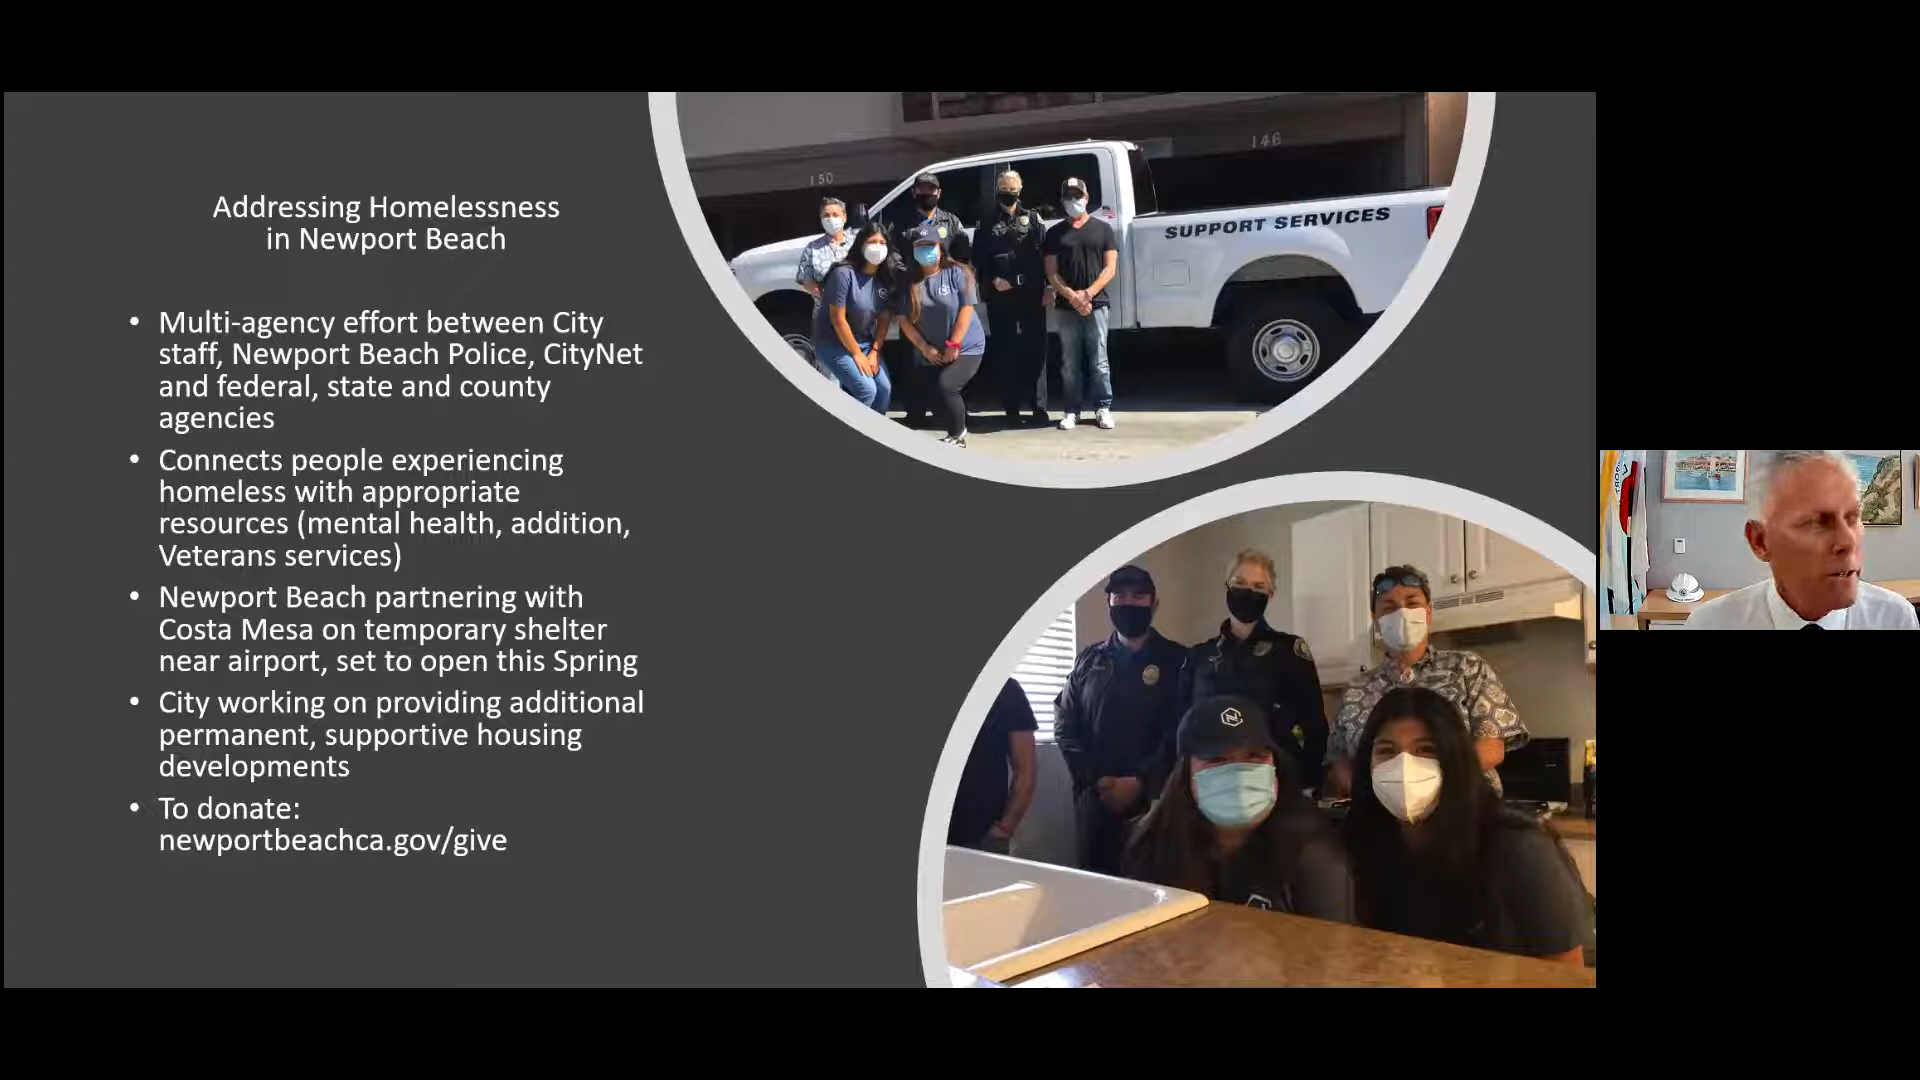 Addressing Homelessness
in Newport Beach
• Multi-agency effort between City
staff, Newport Beach Police, CityNet
and federal, state and county
agencies
• Connects people experiencing
homeless with appropriate
resources (mental health, addition,
Veterans services)
• Newport Beach partnering with
Costa Mesa on temporary shelter
near airport, set to open this Spring
• City working on providing additional
permanent, supportive housing
developments
• To donate:
newportbeachca.gov/give
150
146
SUPPORT SERVICES